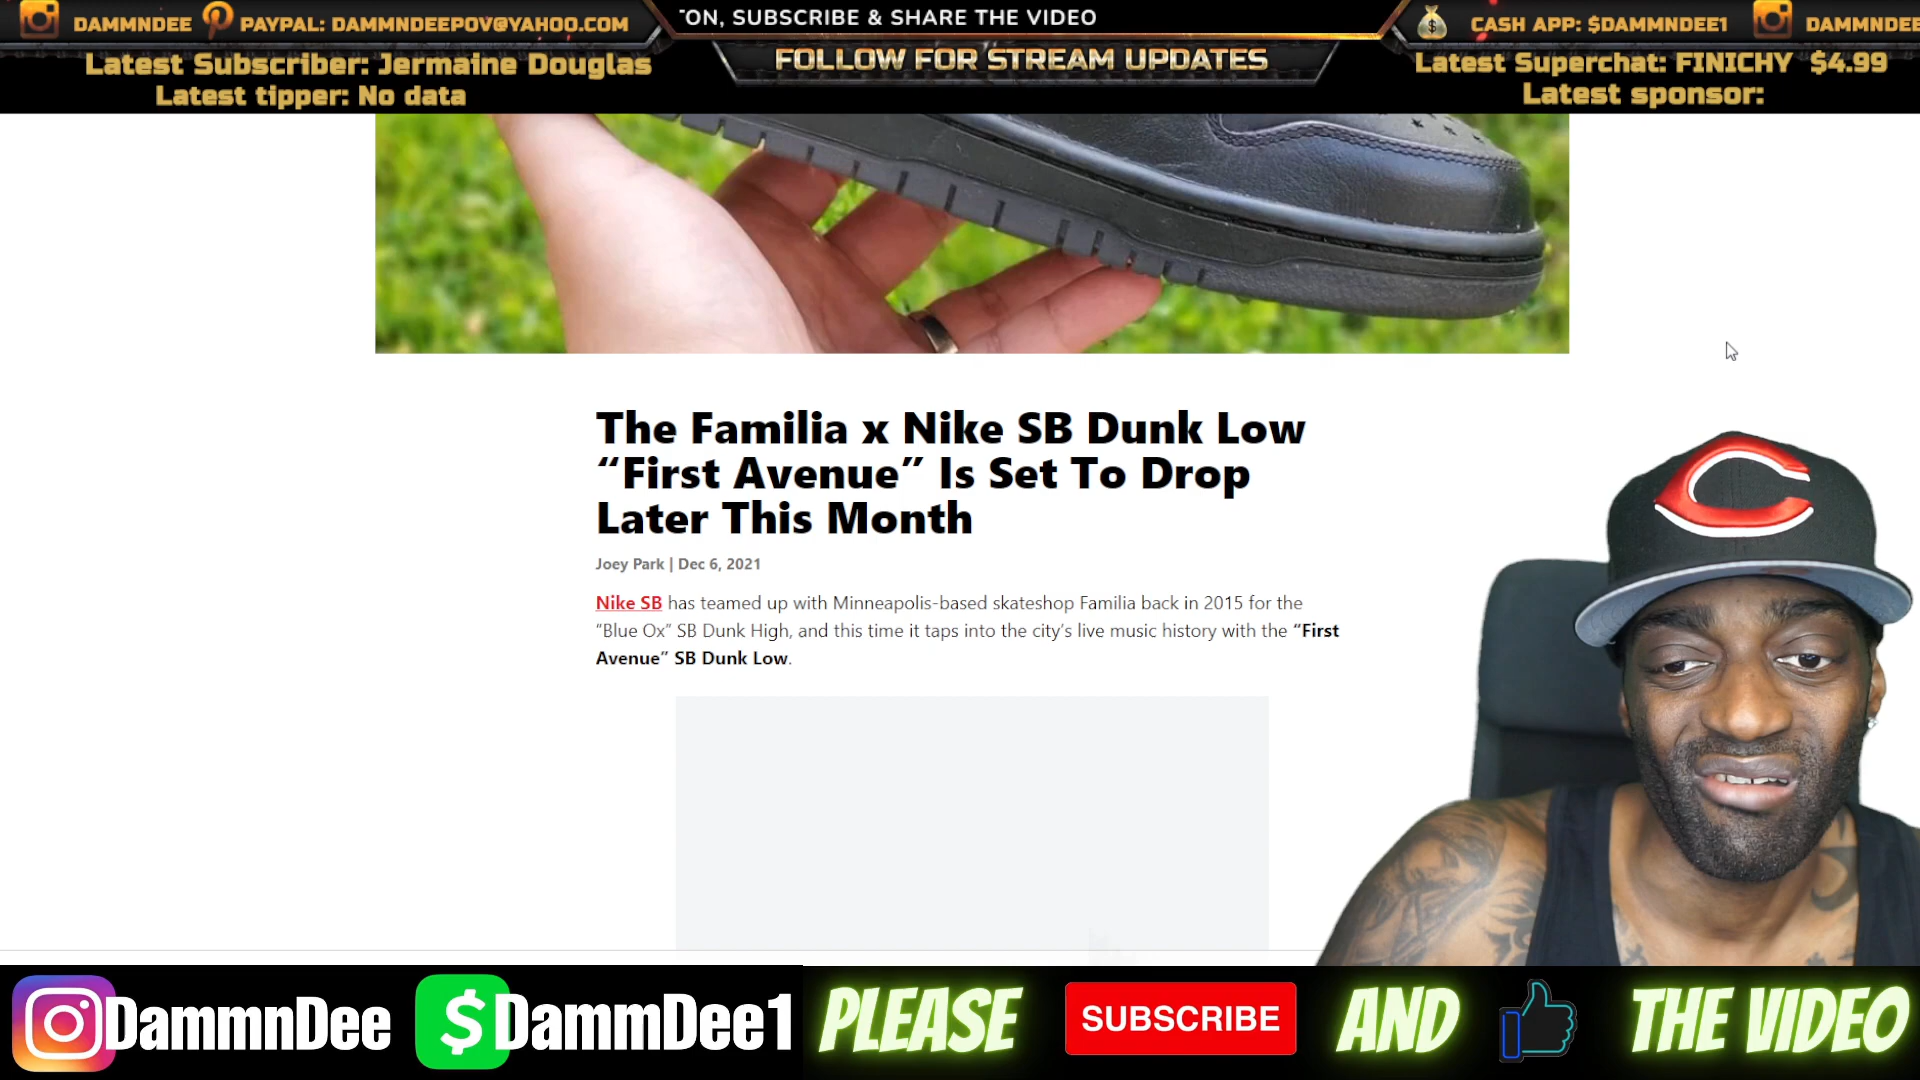 DAMMNDEE PAYPAL: DAMMNDEEPOV@YAHOO.COM
TON, SUBSCRIBE & SHARE THE VIDEO
CASH APP: $DAMMNDEE1 DAMMNDEE
FOLLOW FOR STREAM UPDATES
Latest Subscriber: Jermaine Douglas
Latest tipper: No data
Latest Superchat: FINICHY $4.99
Latest sponsor:
The Familia x Nike SB Dunk Low
“First Avenue” Is Set To Drop
Later This Month
Joey Park | Dec 6, 2021
Nike SB has teamed up with Minneapolis-based skateshop Familia back in 2015 for the
“Blue Ox” SB Dunk High, and this time it taps into the city’s live music history with the “First
Avenue” SB Dunk Low.
C
DammnDee $ DammDee1 PLEASE SUBSCRIBE AND THE VIDEO